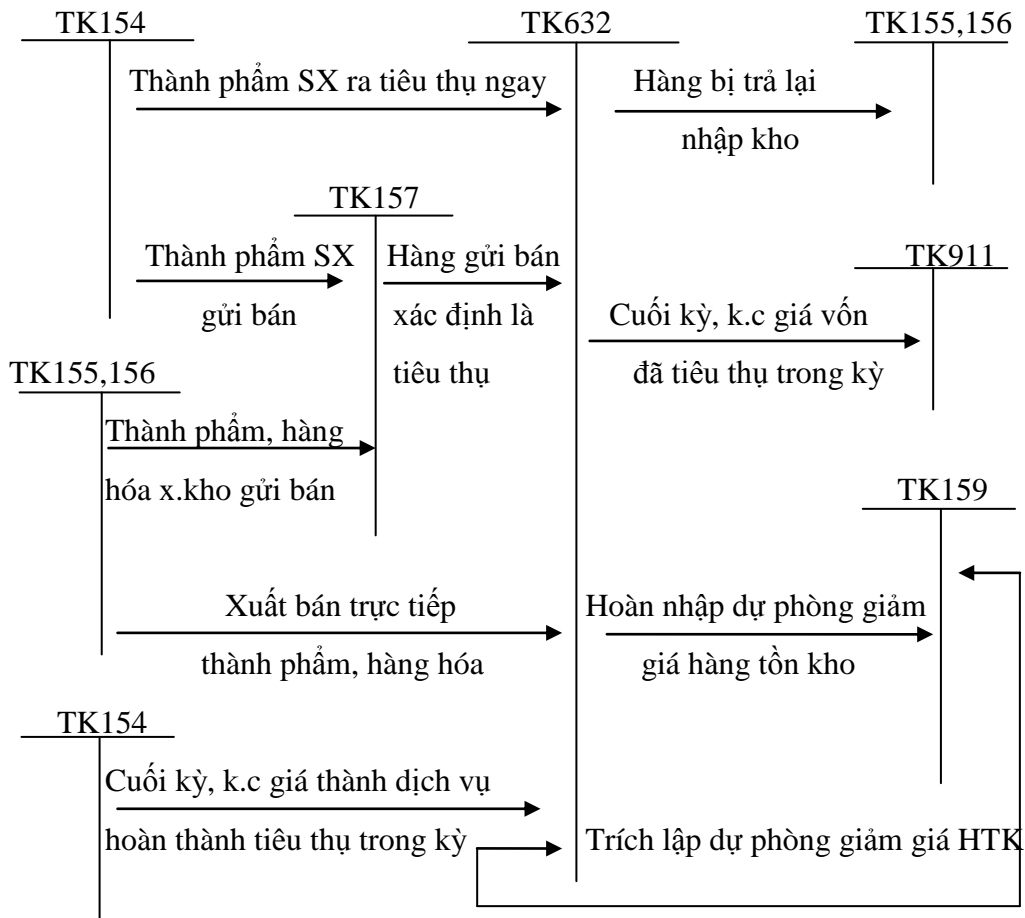 TK154
TK632
TK155,156
Thành phẩm SX ra tiêu thụ ngay
Hàng bị trả lại
nhập kho
TK157
Thành phẩm SX
gửi bán
Hàng gửi bán
xác định là
tiêu thụ
TK911
Cuối kỳ, k.c giá vốn
đã tiêu thụ trong kỳ
TK155,156
Thành phẩm, hàng
hóa x.kho gửi bán
TK159
Xuất bán trực tiếp
thành phẩm, hàng hóa
Hoàn nhập dự phòng giảm
giá hàng tồn kho
TK154
Cuối kỳ, k.c giá thành dịch vụ
hoàn thành tiêu thụ trong kỳ
Trích lập dự phòng giảm giá HTK